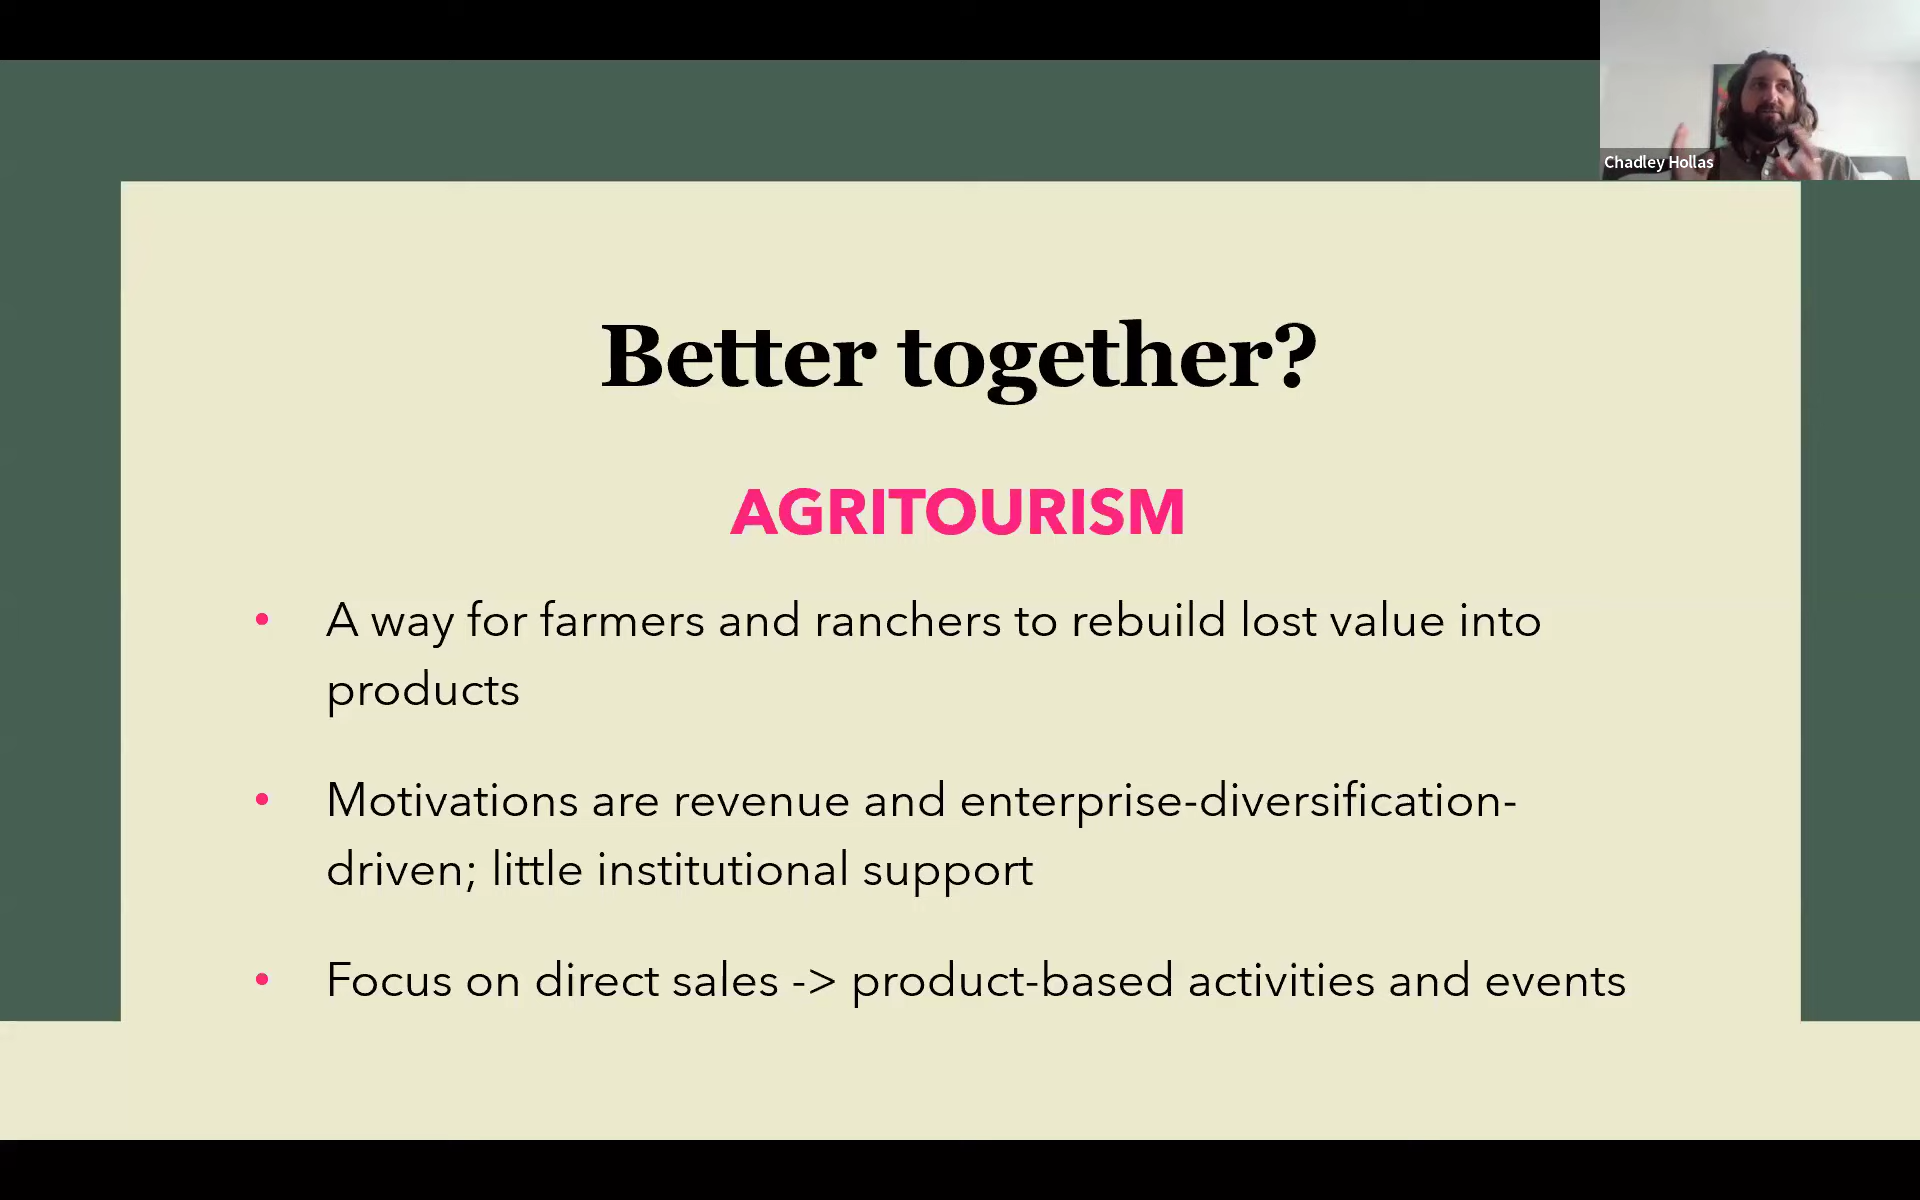 Chadley Hollas
Better together?
AGRITOURISM
• A way for farmers and ranchers to rebuild lost value into
products
• Motivations are revenue and enterprise-diversification-
driven; little institutional support
• Focus on direct sales -> product-based activities and events